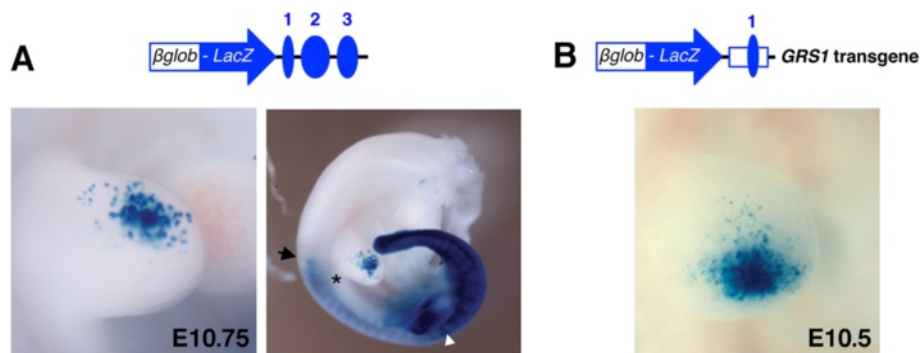 A
1 2 3
βglob - LacZ
E10.75
*
B
1
βglob - LacZ GRS1 transgene
E10.5